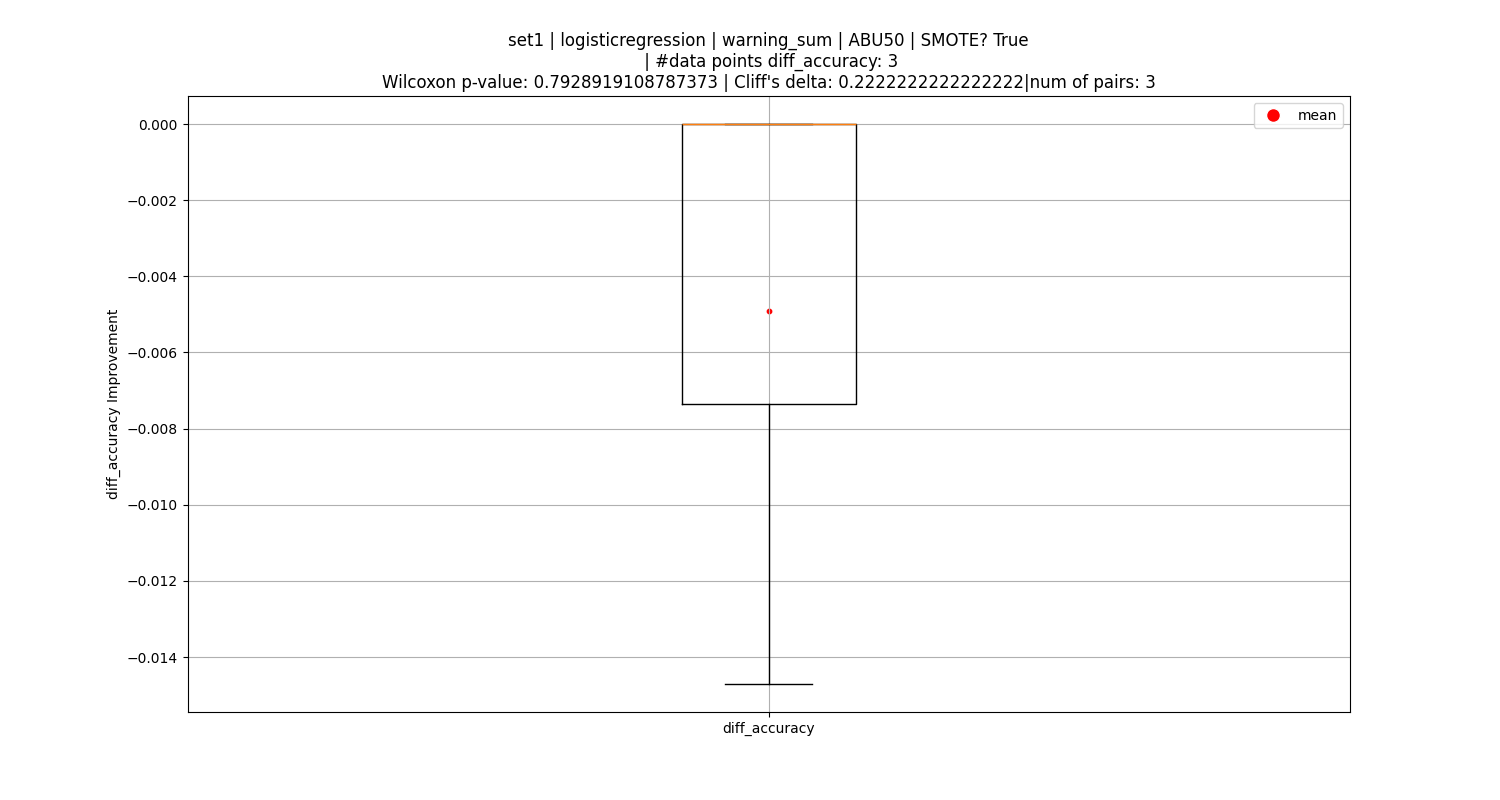 set1 | logisticregression | warning_sum | ABU50 | SMOTE? True
| #data points diff_accuracy: 3
Wilcoxon p-value: 0.7928919108787373 | Cliff's delta: 0.2222222222222222|num of pairs: 3
mean
0.000
−0.002
−0.004
−0.006
−0.008
−0.010
−0.012
−0.014
diff_accuracy Improvement
diff_accuracy